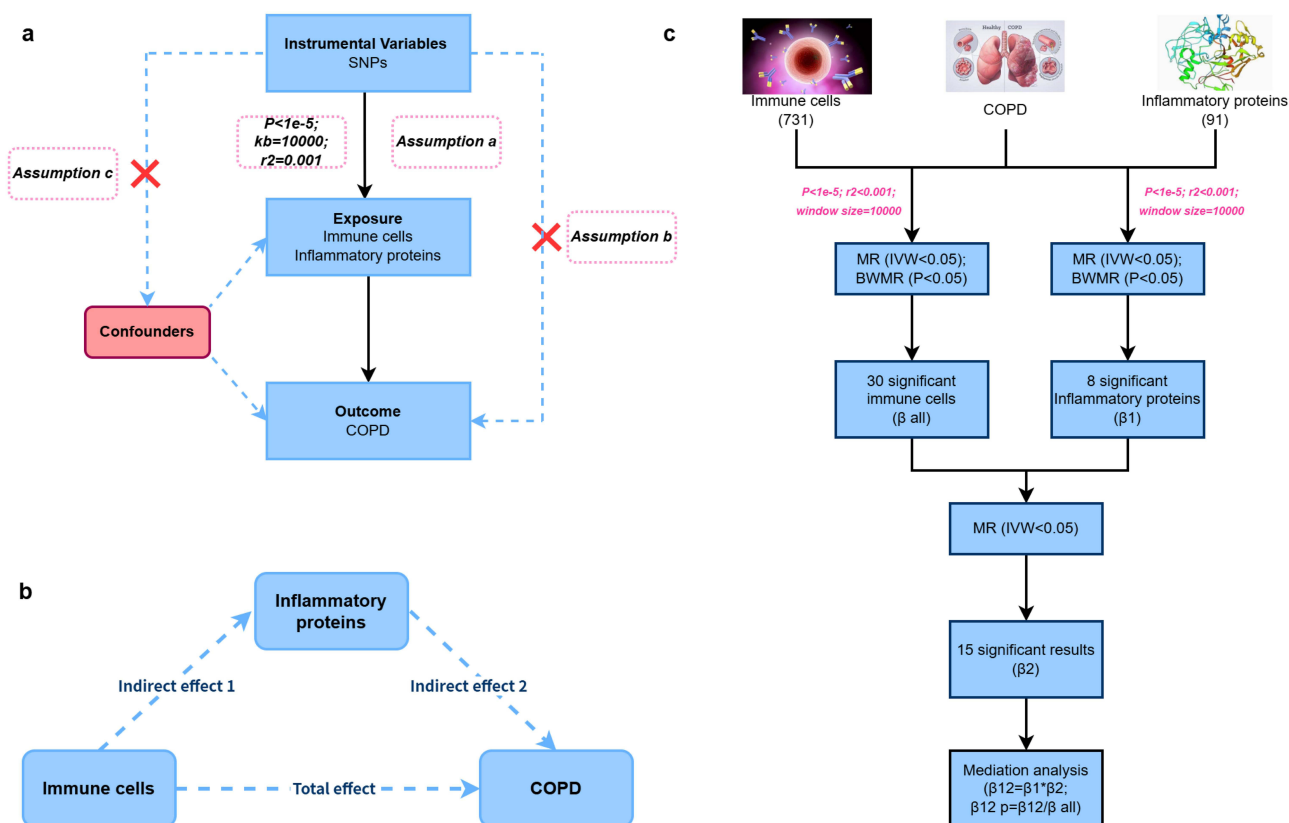 a
Instrumental Variables
SNPs
P<1e-5;
kb=10000;
r2=0.001
Assumption a
Assumption c
Exposure
Immune cells
Inflammatory proteins
Assumption b
Confounders
Outcome
COPD
b
Inflammatory
proteins
Indirect effect 1
Indirect effect 2
Immune cells
Total effect
COPD
c
Healthy
COPD
Immune cells
(731)
COPD
Inflammatory proteins
(91)
P<1e-5; r2<0.001;
window size=10000
P<1e-5; r2<0.001;
window size=10000
MR (IVW<0.05);
BWMR (P<0.05)
MR (IVW<0.05);
BWMR (P<0.05)
30 significant
immune cells
(β all)
8 significant
Inflammatory proteins
(β1)
MR (IVW<0.05)
15 significant results
(β2)
Mediation analysis
(β12=β1*β2;
β12 p=β12/β all)